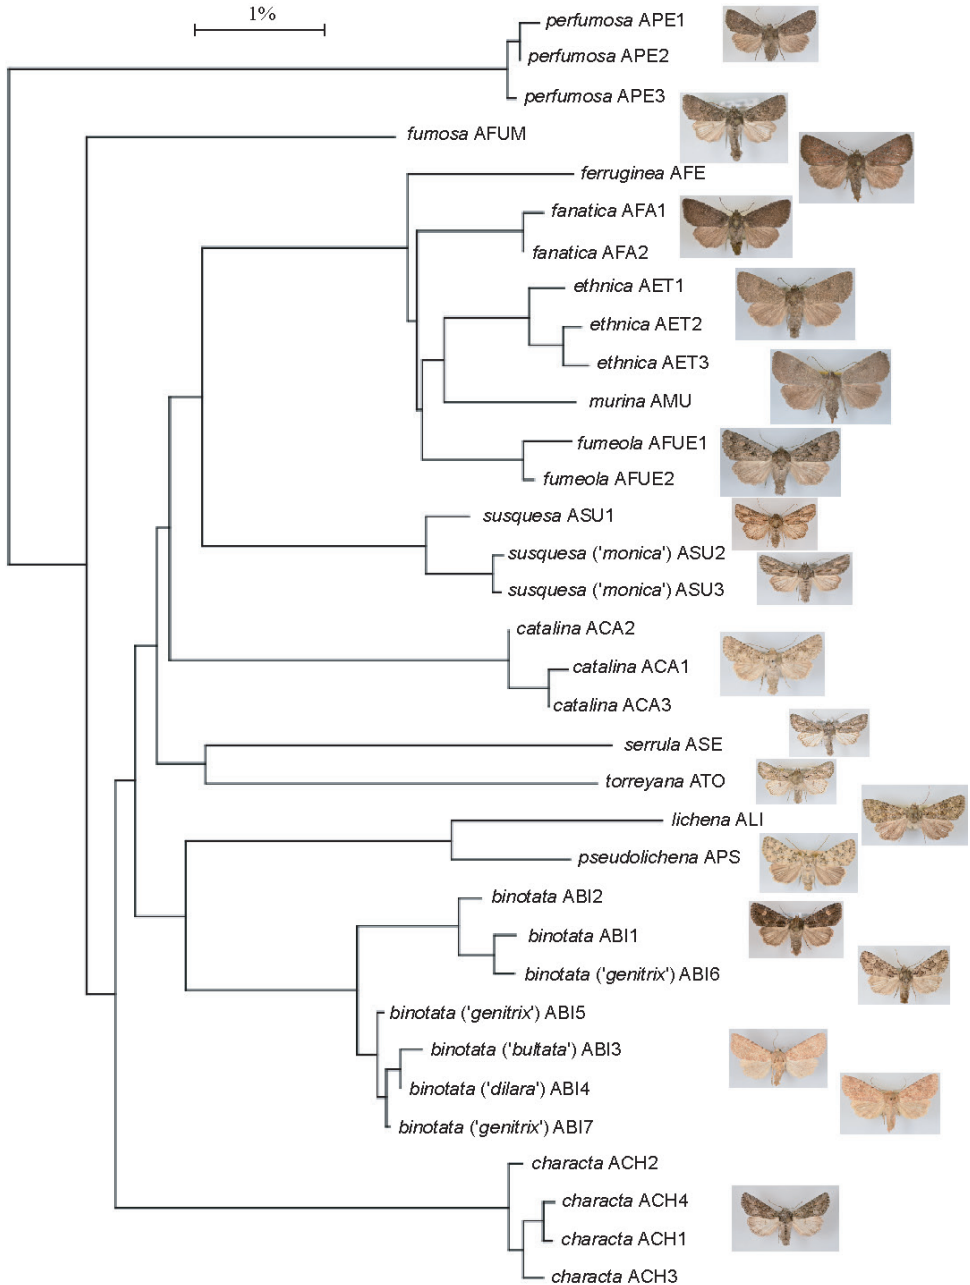 1%
perfumosa APE1
perfumosa APE2
perfumosa APE3
fumosa AFUM
ferruginea AFE
fanatica AFA1
fanatica AFA2
ethnica AET1
ethnica AET2
ethnica AET3
murina AMU
fumeola AFUE1
fumeola AFUE2
susquesa ASU1
susquesa ('monica') ASU2
susquesa ('monica') ASU3
catalina ACA2
catalina ACA1
catalina ACA3
serrula ASE
torreyana ATO
lichena ALI
pseudolichena APS
binotata ABI2
binotata ABI1
binotata ('genitrix') ABI6
binotata ('genitrix') ABI5
binotata ('bultata') ABI3
binotata ('dilara') ABI4
binotata ('genitrix') ABI7
characta ACH2
characta ACH4
characta ACH1
characta ACH3